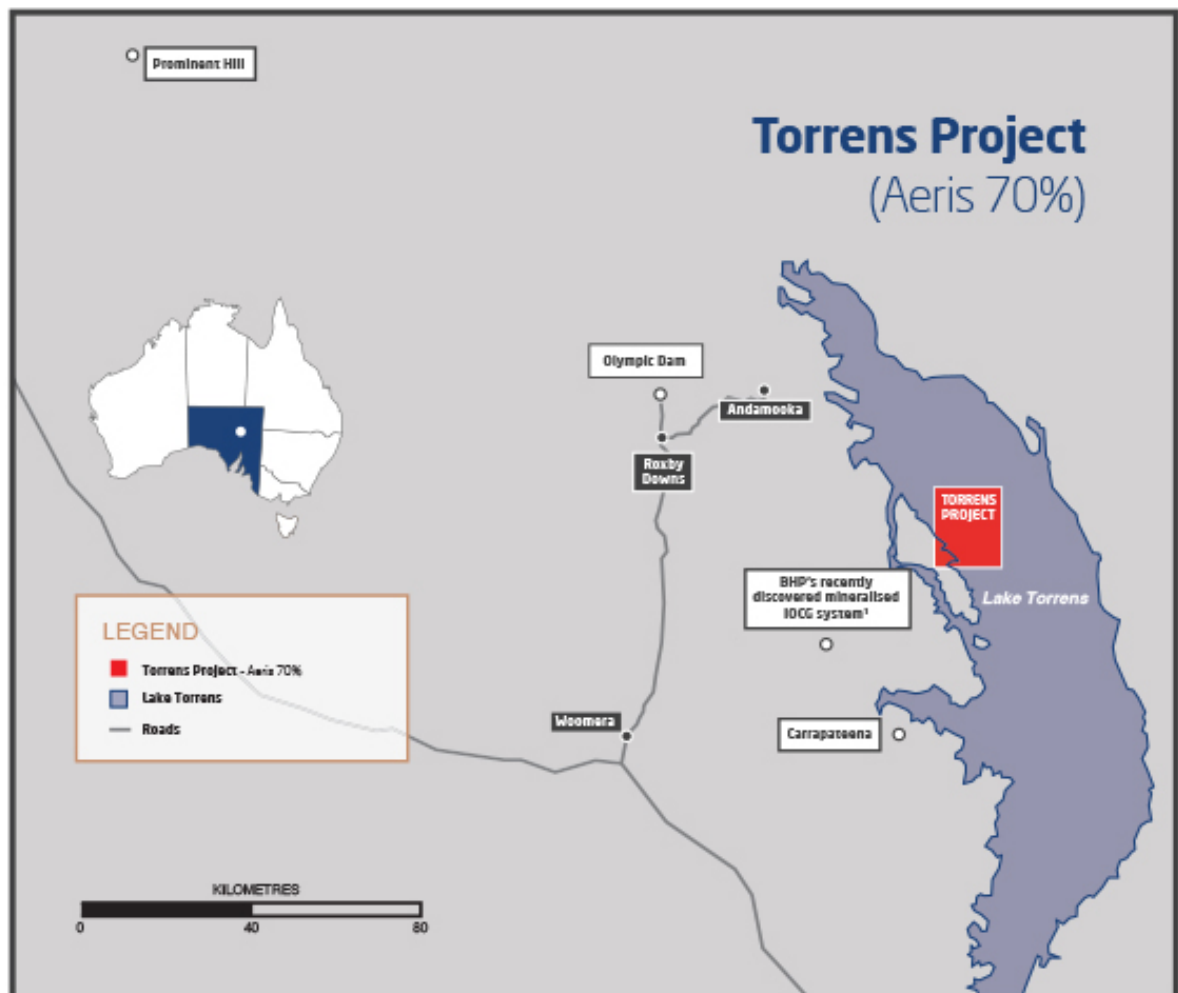 Prominent Hill
Torrens Project
(Aeris 70%)
Olympic Dam
Andamooka
Roxby
Downs
TORRENS
PROJECT
BHP's recently
discovered mineralised
IOCG system¹
Lake Torrens
LEGEND
Torrens Project - Aeris 70%
Lake Torrens
Roads
Woomera
Carrapateena
KILOMETRES
0 40 80